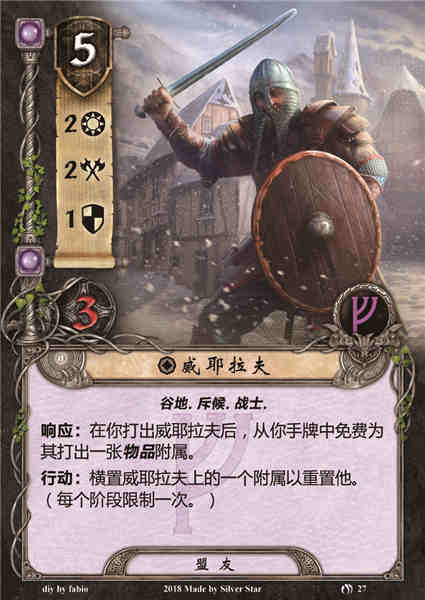 5
2
2
1
3
威耶拉夫
谷地. 斥候. 战士.
响应：在你打出威耶拉夫后，从你手牌中免费为
其打出一张物品附属。
行动：横置威耶拉夫上的一个附属以重置他。
（每个阶段限制一次。）
盟友
diy by fabio 2018 Made by Silver Star 27